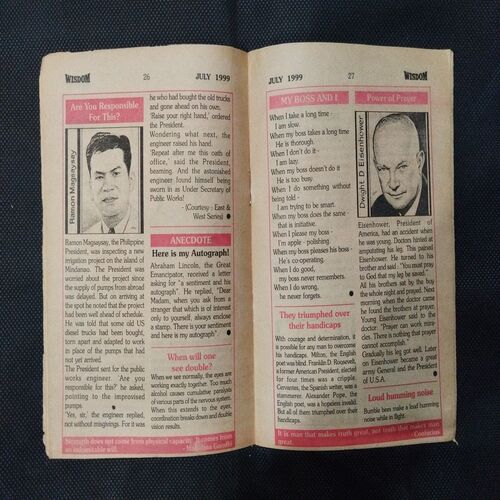 WISDOM 26 JULY 1999
Are You Responsible
For This?
Ramon Magsaysay
Ramon Magsaysay, the Philippine
President, was inspecting a new
irrigation project on the island of
Mindanao. The President was
worried about the project since
the supply of pumps from abroad
was delayed. But on arriving at
the spot he noted that the project
had been well ahead of schedule.
He was told that some old US
diesel trucks had been bought,
torn apart and adapted to work
in place of the pumps that had
not yet arrived.
The President sent for the public
works engineer. 'Are you
responsible for this?' he asked,
pointing to the improvised
pumps.
'Yes, sir,' the engineer replied,
not without misgivings. For it was
he who had bought the old trucks
and gone ahead on his own.
'Raise your right hand,' ordered
the President.
Wondering what next, the
engineer raised his hand.
'Repeat after me this oath of
office,' said the President,
beaming. And the astonished
engineer found himself being
sworn in as Under Secretary of
Public Works!
(Courtesy - East &
West Series)
ANECDOTE
Here is my Autograph!
Abraham Lincoln, the Great
Emancipator, received a letter
asking for "a sentiment and his
autograph". He replied, "Dear
Madam, when you ask from a
stranger that which is of interest
only to yourself, always enclose
a stamp. There is your sentiment
and here is my autograph".
When will one
see double?
When we see normally, the eyes are
working exactly together. Too much
alcohol causes cumulative paralysis
of various parts of the nervous system.
When this extends to the eyes,
coordination breaks down and double
vision results.
Strength does not come from physical capacity. It comes from
an indomitable will. - Mahatma Gandhi
JULY 1999 27 WISDOM
MY BOSS AND I
When I take a long time -
I am slow.
When my boss takes a long time
He is thorough.
When I don't do it -
I am lazy.
When my boss doesn't do it
He is too busy.
When I do something without
being told -
I am trying to be smart.
When my boss does the same -
that is initiative.
When I please my boss -
I'm apple - polishing.
When my boss pleases his boss -
He's co-operating.
When I do good,
my boss never remembers.
When I do wrong,
he never forgets.
They triumphed over
their handicaps
With courage and determination, it
is possible for any man to overcome
his handicaps. Milton, the English
poet was blind. Franklin D. Roosevelt,
a former American President, elected
for four times was a cripple.
Cervantes, the Spanish writer, was a
stammerer. Alexander Pope, the
English poet, was a hopeless invalid.
But all of them triumphed over their
handicaps.
Power of Prayer
Dwight D Eisenhower
Eisenhower, President of
America, had an accident when
he was young. Doctors hinted at
amputating his leg. This pained
Eisenhower. He turned to his
brother and said - "You must pray
to God that my leg be saved."
All his brothers sat by the boy
the whole night and prayed. Next
morning when the doctor came
he found the brothers at prayer.
Young Eisenhower said to the
doctor: "Prayer can work miracles.
There is nothing that prayer
cannot accomplish.
Gradually his leg got well. Later
on Eisenhower became a great
army General and the President
of U.S.A.
Loud humming noise
Bumble bees make a loud humming
noise while in flight.
It is man that makes truth great, not truth that makes man
great. - Confucius